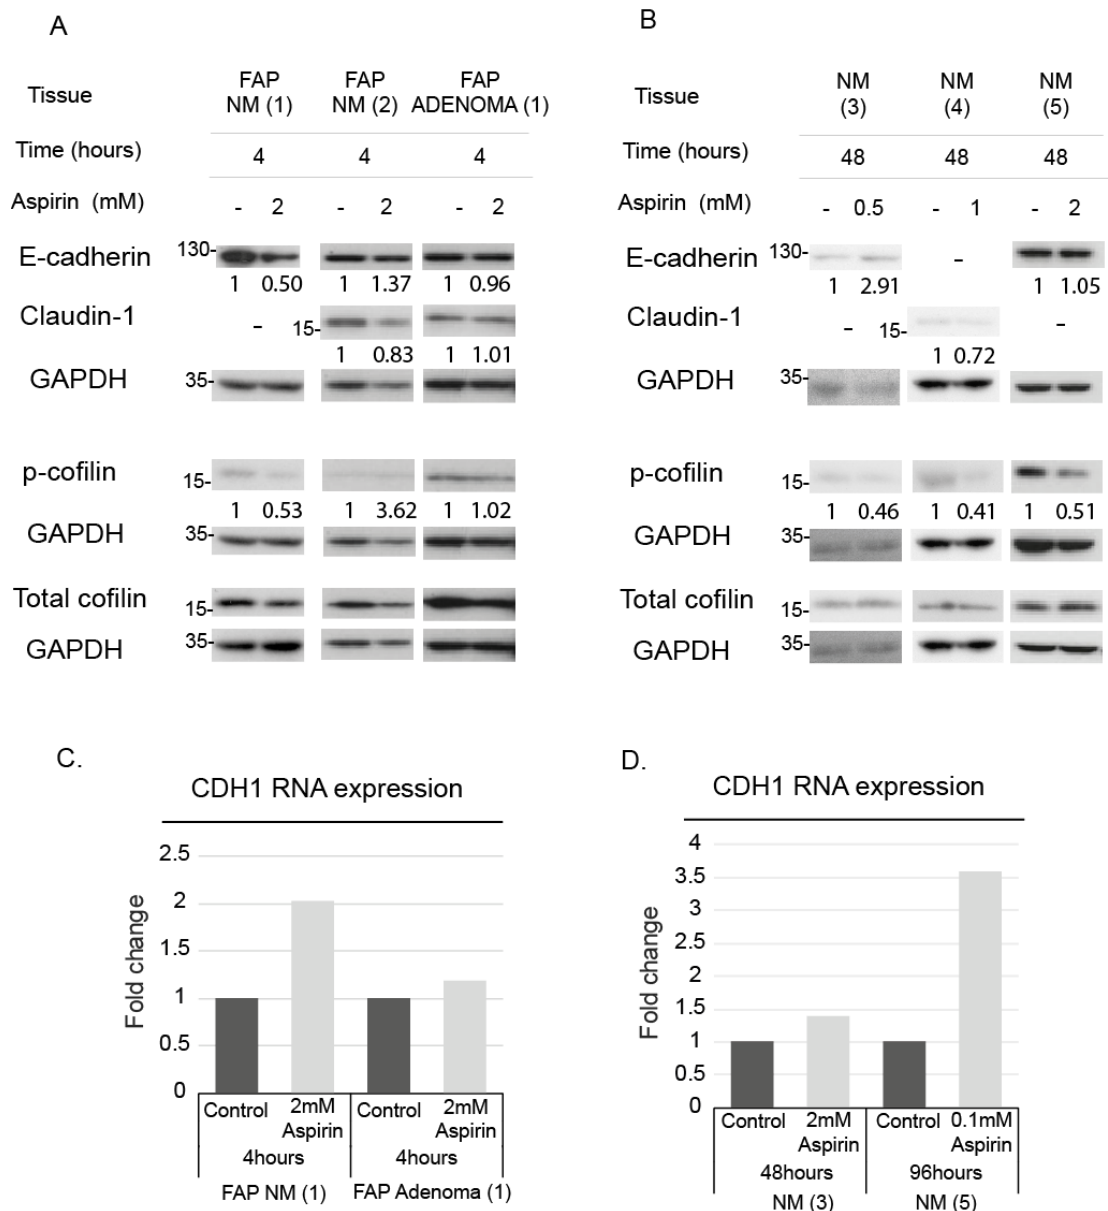 A
Tissue
FAP NM (1)
FAP NM (2)
FAP ADENOMA (1)
Time (hours) 4 4 4
Aspirin (mM) - 2 - 2 - 2
E-cadherin 130-
1 0.50 1 1.37 1 0.96
Claudin-1 - 15-
1 0.83 1 1.01
GAPDH 35-
p-cofilin 15-
1 0.53 1 3.62 1 1.02
GAPDH 35-
Total cofilin 15-
GAPDH 35-
B
Tissue
NM (3)
NM (4)
NM (5)
Time (hours) 48 48 48
Aspirin (mM) - 0.5 - 1 - 2
E-cadherin 130- -
1 2.91 1 1.05
Claudin-1 - 15- -
1 0.72
GAPDH 35-
p-cofilin 15-
1 0.46 1 0.41 1 0.51
GAPDH 35-
Total cofilin 15-
GAPDH 35-
C.
CDH1 RNA expression
Fold change
2.5
2
1.5
1
0.5
0
Control 2mM Aspirin Control 2mM Aspirin
4hours 4hours
FAP NM (1) FAP Adenoma (1)
D.
CDH1 RNA expression
Fold change
4
3.5
3
2.5
2
1.5
1
0.5
0
Control 2mM Aspirin Control 0.1mM Aspirin
48hours 96hours
NM (3) NM (5)